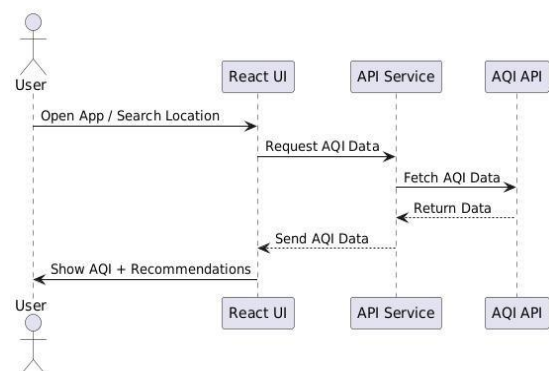 User
React UI
API Service
AQI API
Open App / Search Location
Request AQI Data
Fetch AQI Data
Return Data
Send AQI Data
Show AQI + Recommendations
User
React UI
API Service
AQI API